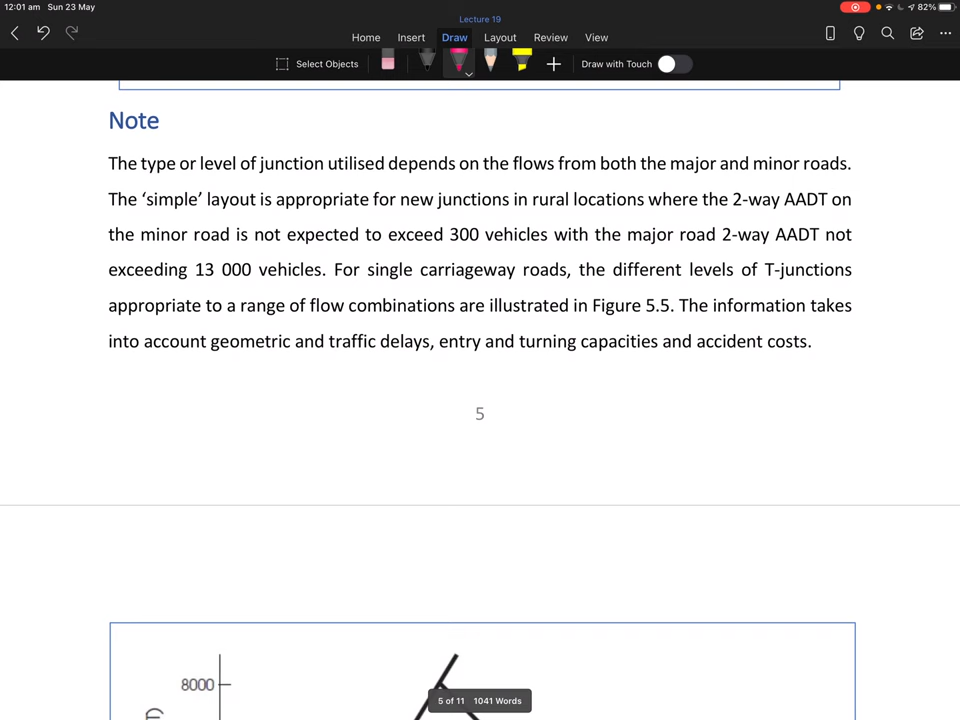 12:01 am Sun 23 May
82%
Lecture 19
Home Insert Draw Layout Review View
Select Objects
Draw with Touch
Note
The type or level of junction utilised depends on the flows from both the major and minor roads.
The ‘simple’ layout is appropriate for new junctions in rural locations where the 2-way AADT on
the minor road is not expected to exceed 300 vehicles with the major road 2-way AADT not
exceeding 13 000 vehicles. For single carriageway roads, the different levels of T-junctions
appropriate to a range of flow combinations are illustrated in Figure 5.5. The information takes
into account geometric and traffic delays, entry and turning capacities and accident costs.
5
8000
5 of 11 1041 Words